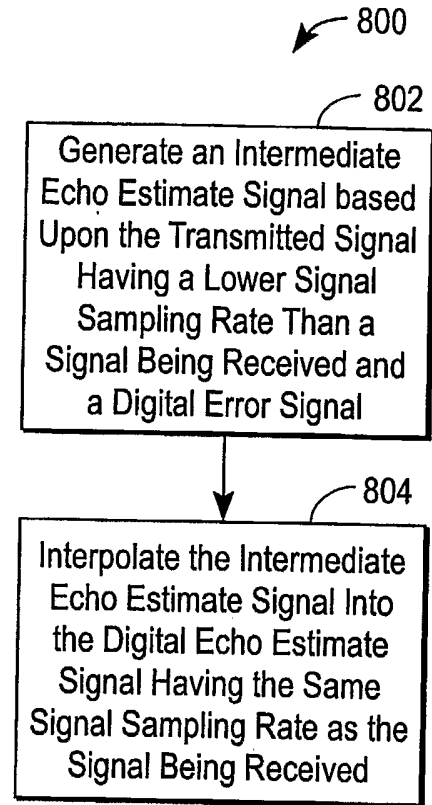 800
802
Generate an Intermediate
Echo Estimate Signal based
Upon the Transmitted Signal
Having a Lower Signal
Sampling Rate Than a
Signal Being Received and
a Digital Error Signal
804
Interpolate the Intermediate
Echo Estimate Signal Into
the Digital Echo Estimate
Signal Having the Same
Signal Sampling Rate as the
Signal Being Received